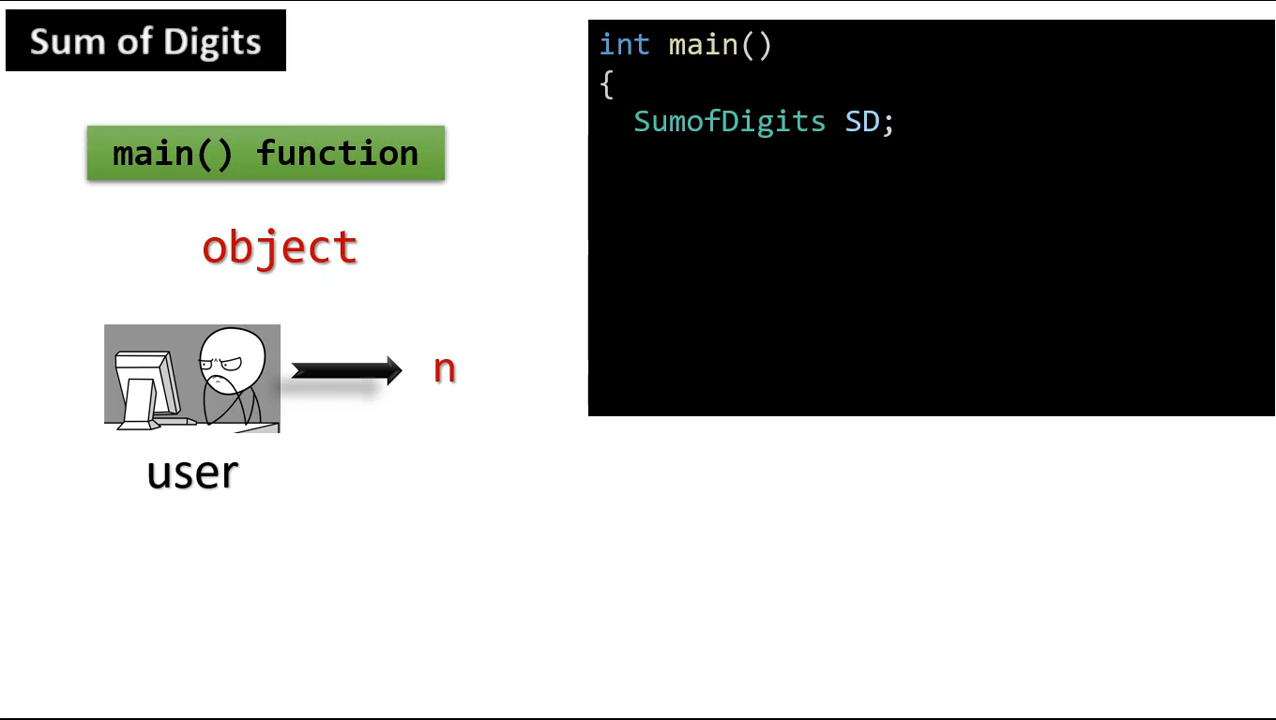 Sum of Digits
main() function
object
n
user
int main()
{
SumofDigits SD;